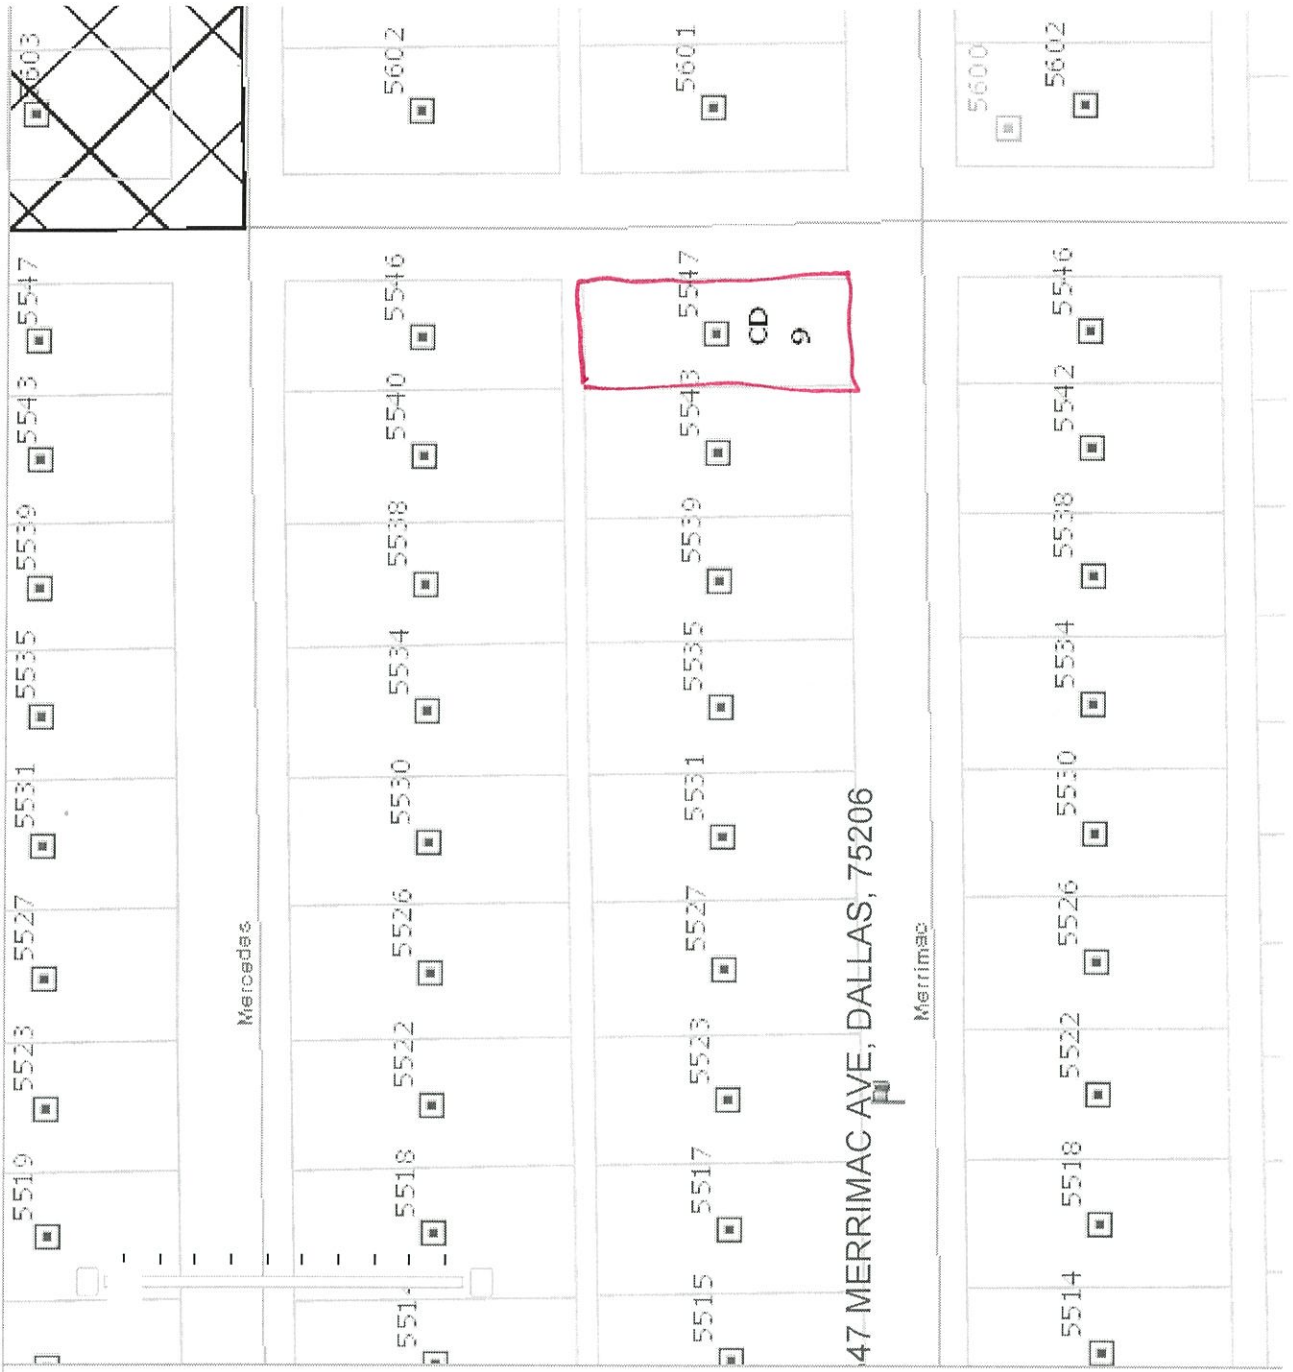 5519 5523 5527 5531 5535 5539 5543 5547 5603
Mercedes
5514 5518 5522 5526 5530 5534 5538 5540 5546 5602
5515 5517 5523 5527 5531 5535 5539 5543 5547 5601
CD
9
47 MERRIMAC AVE, DALLAS, 75206
Merrimac
5600
5514 5518 5522 5526 5530 5534 5538 5542 5546 5602